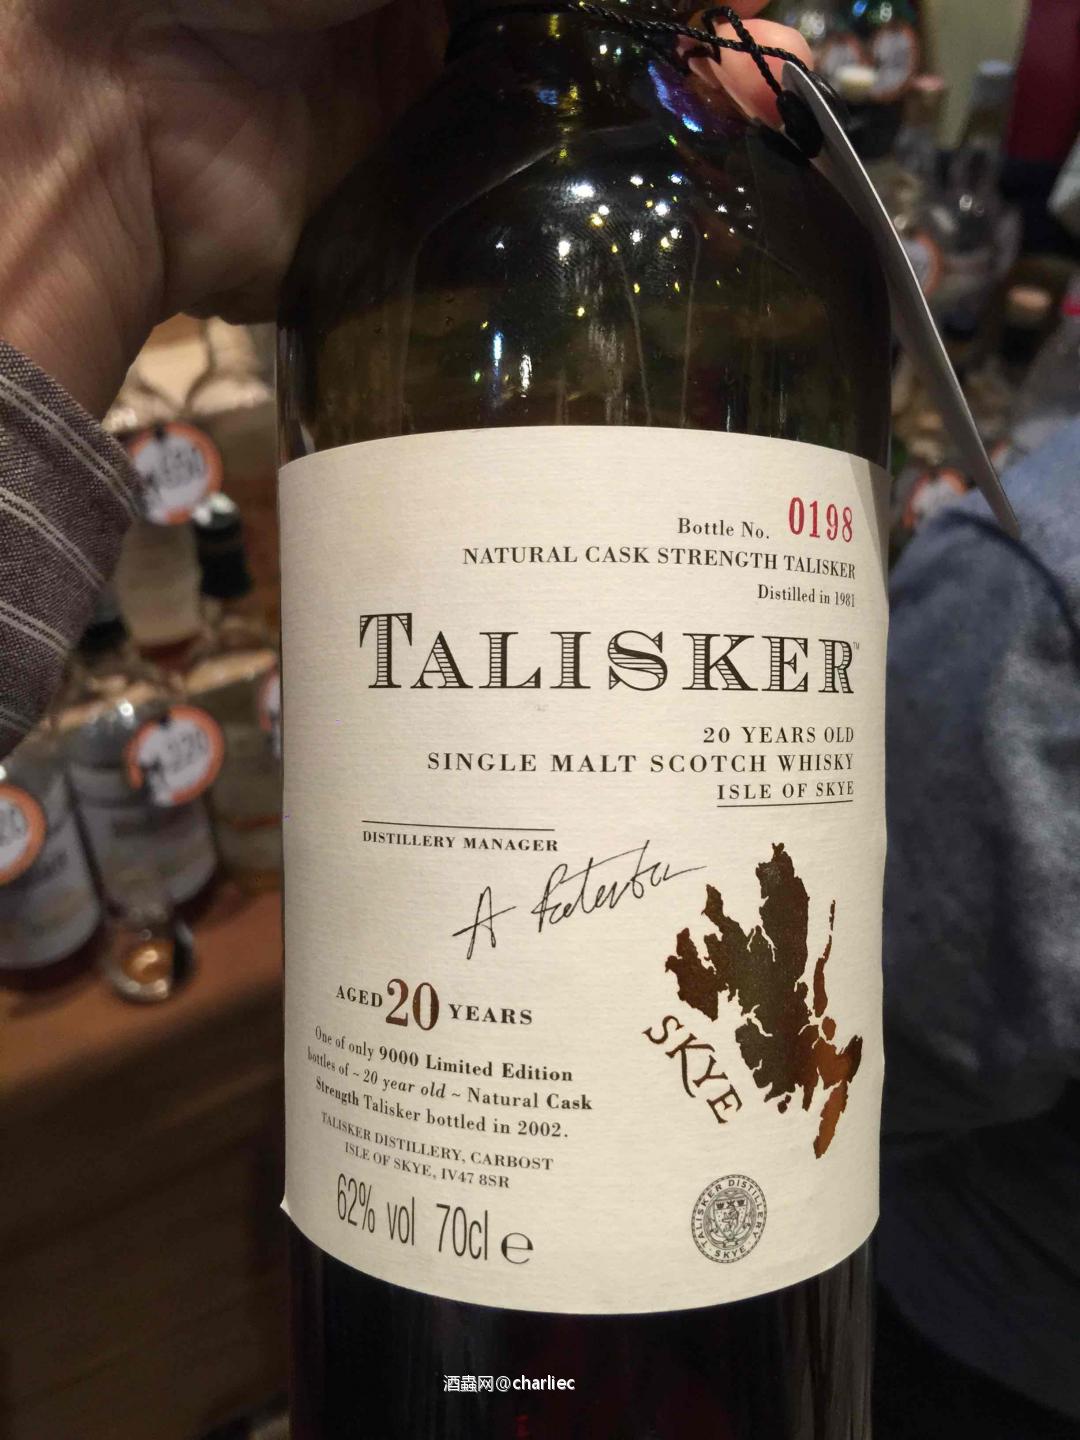 Bottle No. 0198
NATURAL CASK STRENGTH TALISKER
Distilled in 1981
TALISKER™
20 YEARS OLD
SINGLE MALT SCOTCH WHISKY
ISLE OF SKYE
DISTILLERY MANAGER
SKYE
AGED 20 YEARS
One of only 9000 Limited Edition
bottles of ~ 20 year old ~ Natural Cask
Strength Talisker bottled in 2002.
TALISKER DISTILLERY, CARBOST
ISLE OF SKYE, IV47 8SR
62% vol 70cl e
TALISKER DISTILLERY
SKYE
220
酒蟲网@charliec